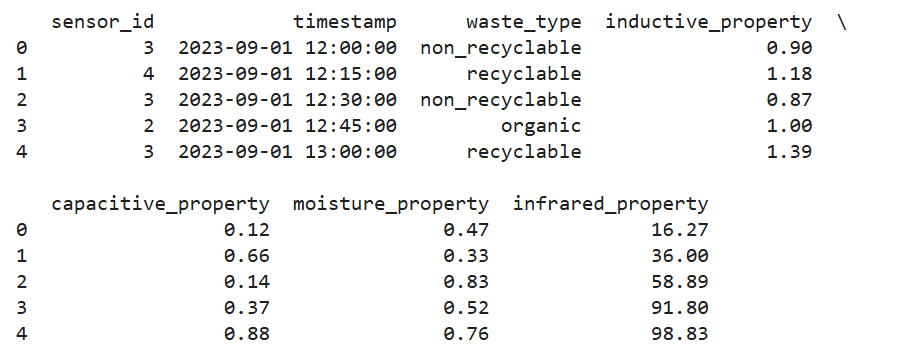 sensor_id timestamp waste_type inductive_property \
0 3 2023-09-01 12:00:00 non_recyclable 0.90
1 4 2023-09-01 12:15:00 recyclable 1.18
2 3 2023-09-01 12:30:00 non_recyclable 0.87
3 2 2023-09-01 12:45:00 organic 1.00
4 3 2023-09-01 13:00:00 recyclable 1.39
capacitive_property moisture_property infrared_property
0 0.12 0.47 16.27
1 0.66 0.33 36.00
2 0.14 0.83 58.89
3 0.37 0.52 91.80
4 0.88 0.76 98.83